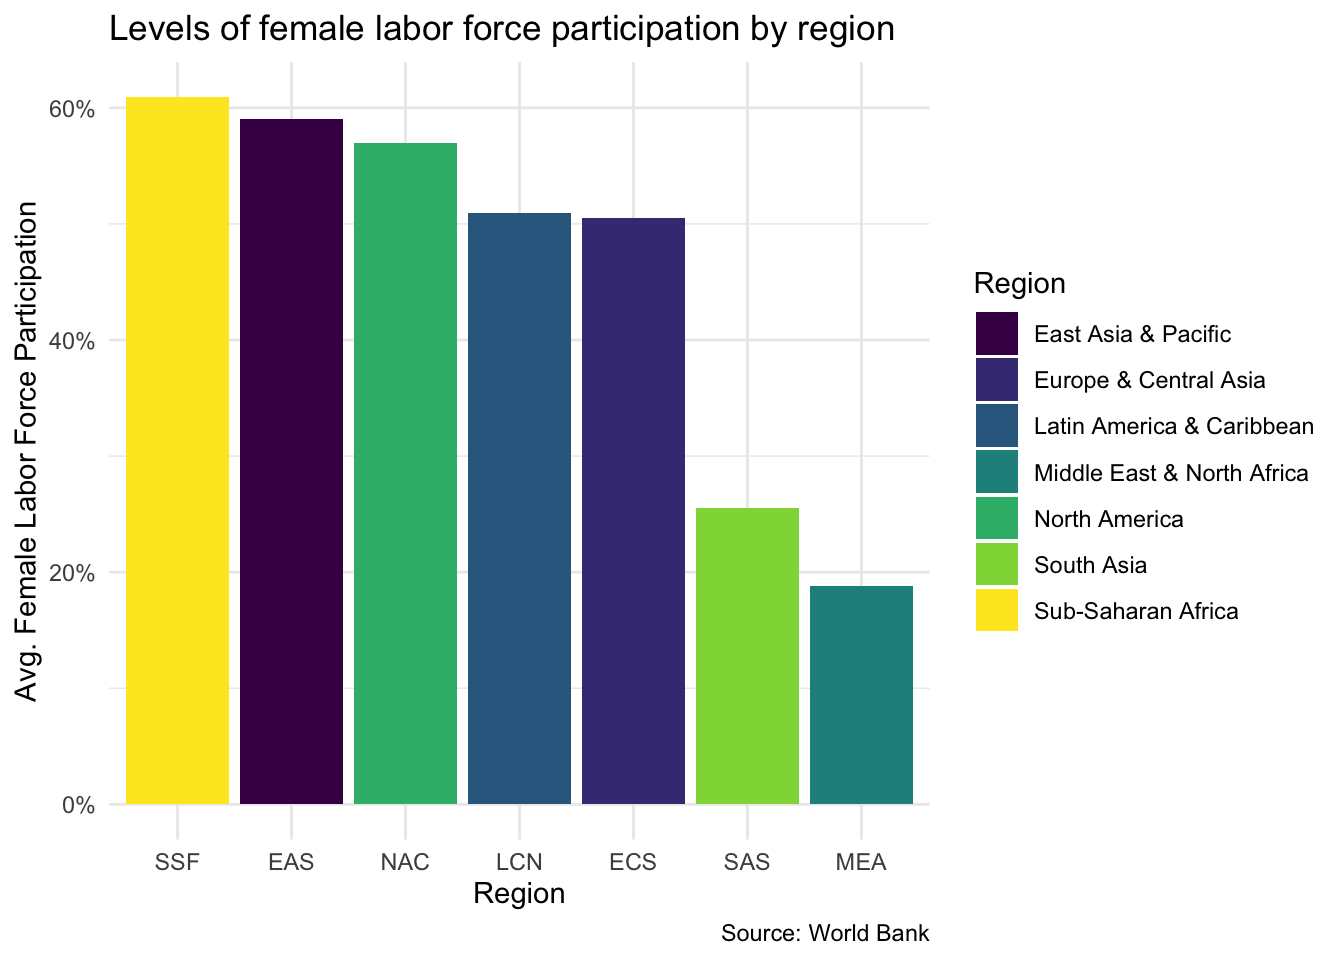 Levels of female labor force participation by region
Avg. Female Labor Force Participation
60%
40%
20%
0%
SSF EAS NAC LCN ECS SAS MEA
Region
Source: World Bank
Region
East Asia & Pacific
Europe & Central Asia
Latin America & Caribbean
Middle East & North Africa
North America
South Asia
Sub-Saharan Africa